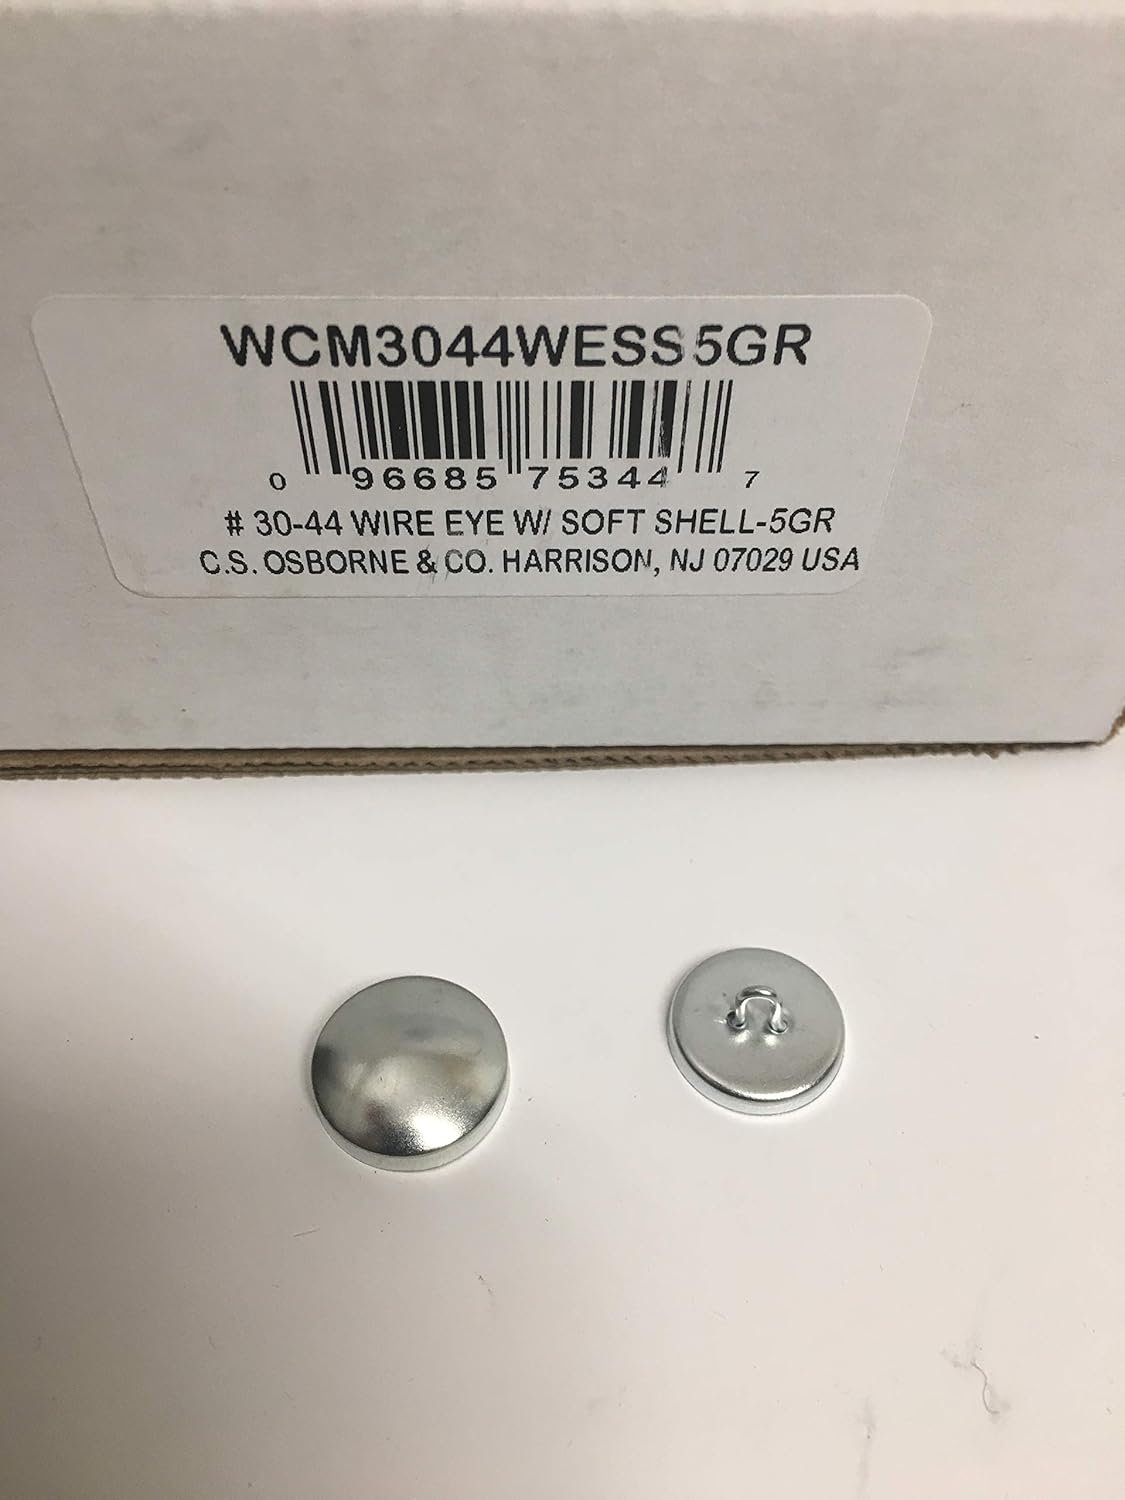 WCM3044WESS5GR
0 96685 75344 7
# 30-44 WIRE EYE W/ SOFT SHELL-5GR
C.S. OSBORNE & CO. HARRISON, NJ 07029 USA